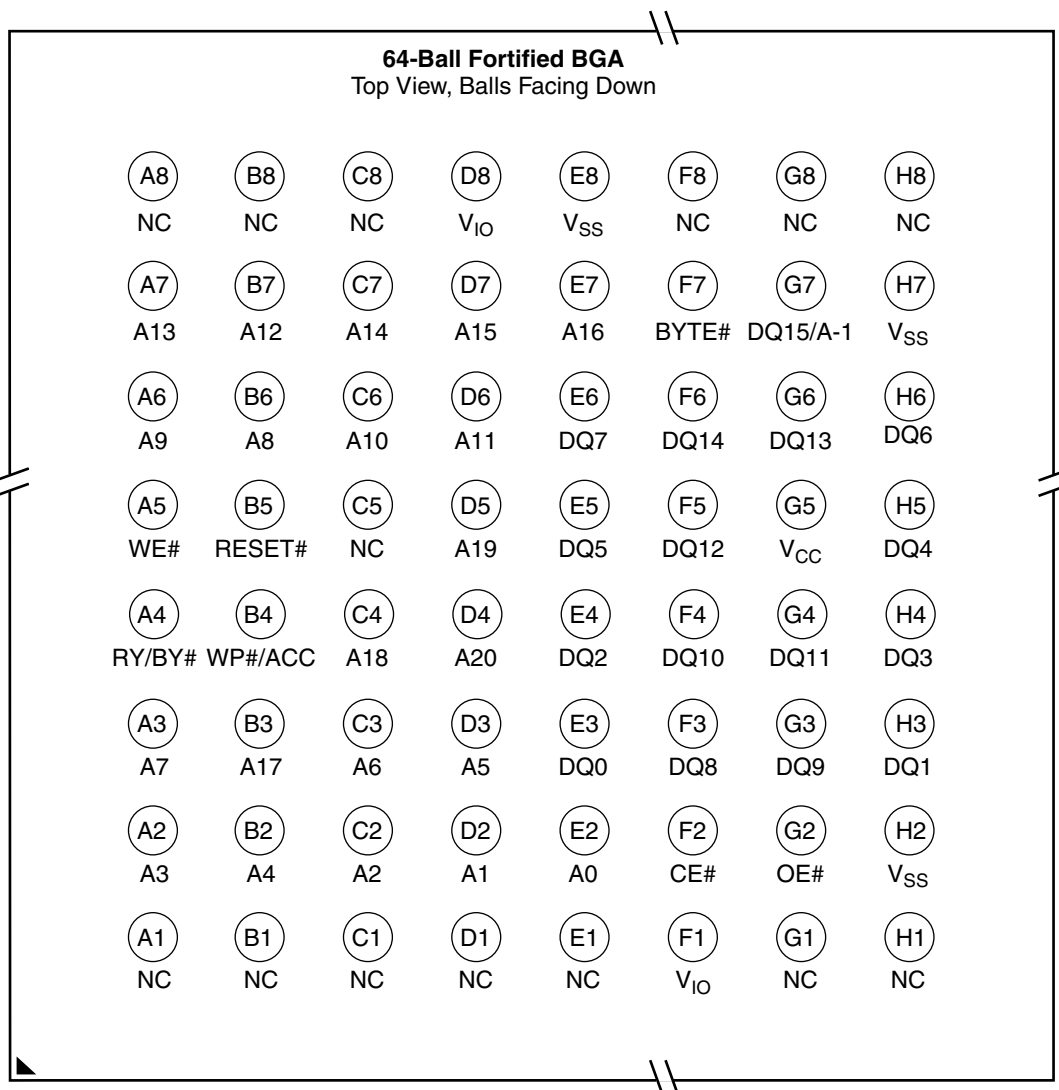 64-Ball Fortified BGA
Top View, Balls Facing Down
A8 B8 C8 D8 E8 F8 G8 H8
NC NC NC VIO VSS NC NC NC
A7 B7 C7 D7 E7 F7 G7 H7
A13 A12 A14 A15 A16 BYTE# DQ15/A-1 VSS
A6 B6 C6 D6 E6 F6 G6 H6
A9 A8 A10 A11 DQ7 DQ14 DQ13 DQ6
A5 B5 C5 D5 E5 F5 G5 H5
WE# RESET# NC A19 DQ5 DQ12 VCC DQ4
A4 B4 C4 D4 E4 F4 G4 H4
RY/BY# WP#/ACC A18 A20 DQ2 DQ10 DQ11 DQ3
A3 B3 C3 D3 E3 F3 G3 H3
A7 A17 A6 A5 DQ0 DQ8 DQ9 DQ1
A2 B2 C2 D2 E2 F2 G2 H2
A3 A4 A2 A1 A0 CE# OE# VSS
A1 B1 C1 D1 E1 F1 G1 H1
NC NC NC NC NC VIO NC NC